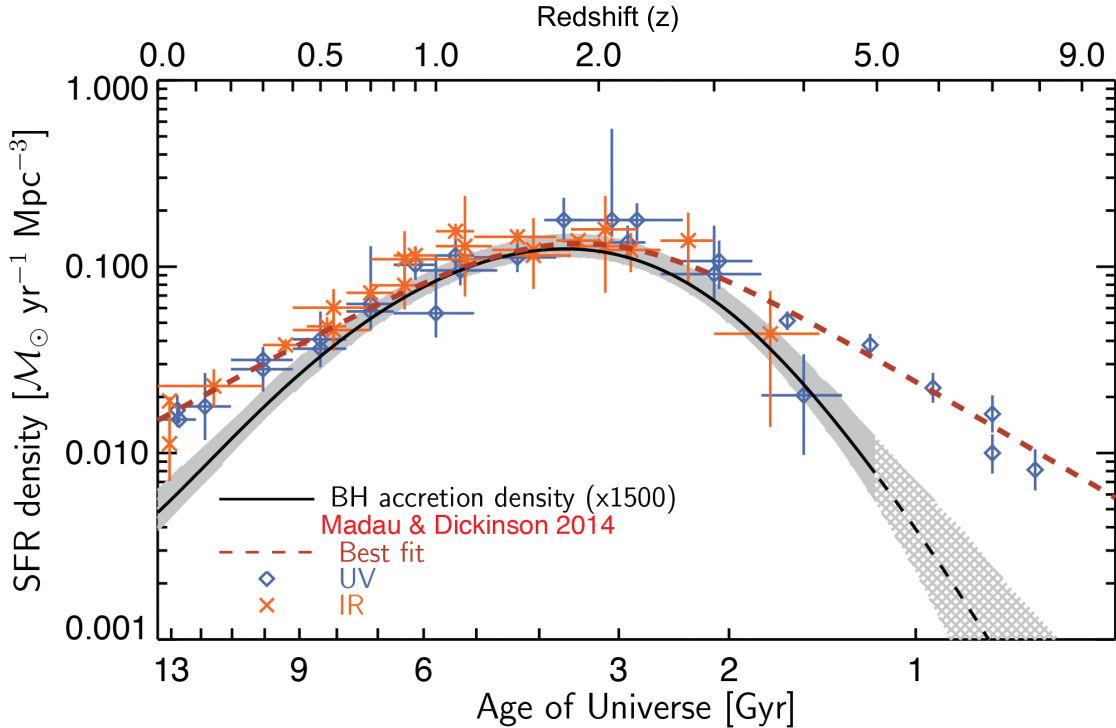 Redshift (z)
0.0 0.5 1.0 2.0 5.0 9.0
1.000
0.100
0.010
0.001
SFR density [ℳ⊙ yr⁻¹ Mpc⁻³]
BH accretion density (x1500)
Madau & Dickinson 2014
Best fit
UV
IR
13 9 6 3 2 1
Age of Universe [Gyr]